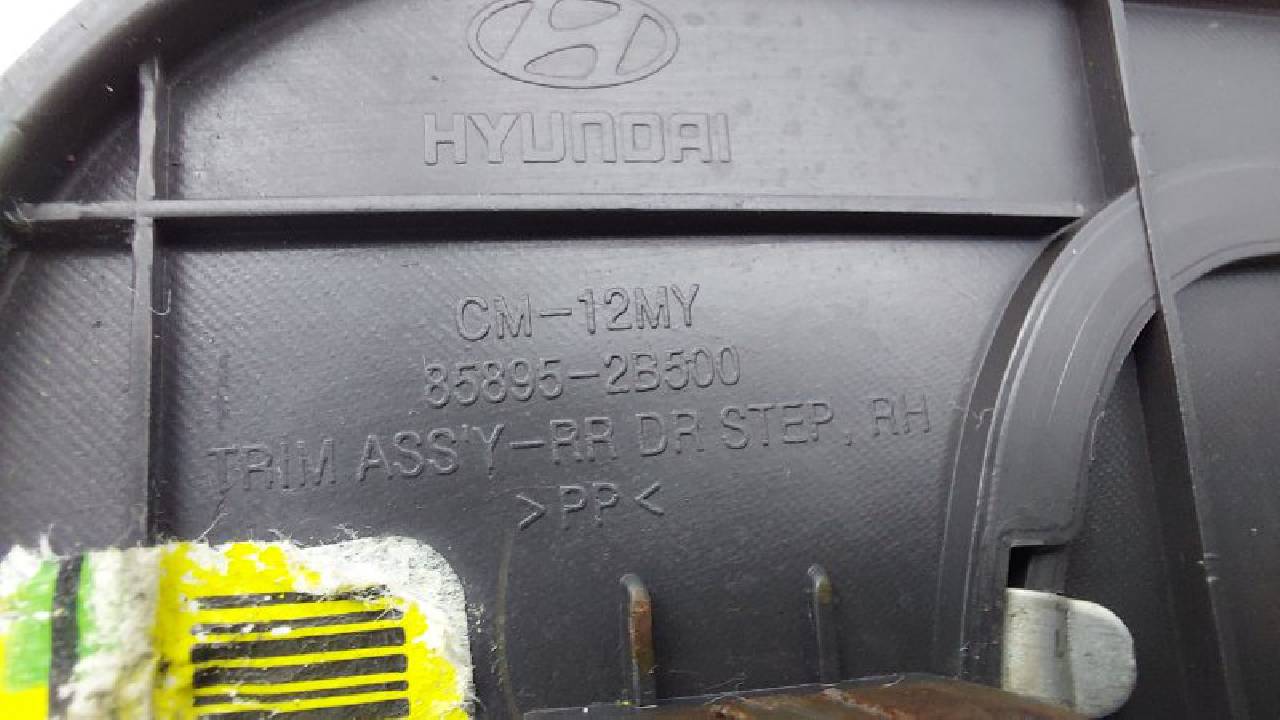 HYUNDAI
CM-12MY
85895-2B500
TRIM ASS'Y-RR DR STEP, RH
>PP<